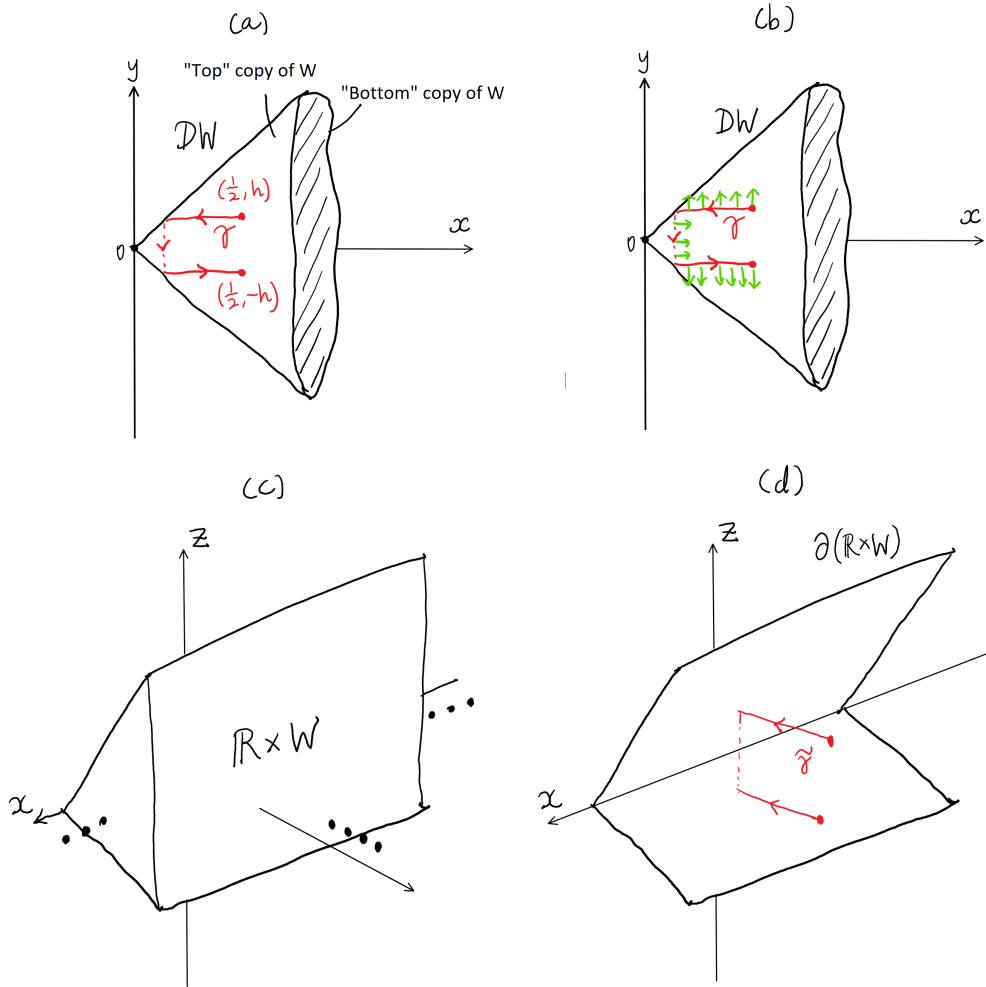 (a)
(b)
y
"Top" copy of W
"Bottom" copy of W
DW
(½, h)
γ
x
0
(½, -h)
y
DW
γ
x
0
(c)
(d)
z
ℝ×W
x
z
∂(ℝ×W)
γ̃
x